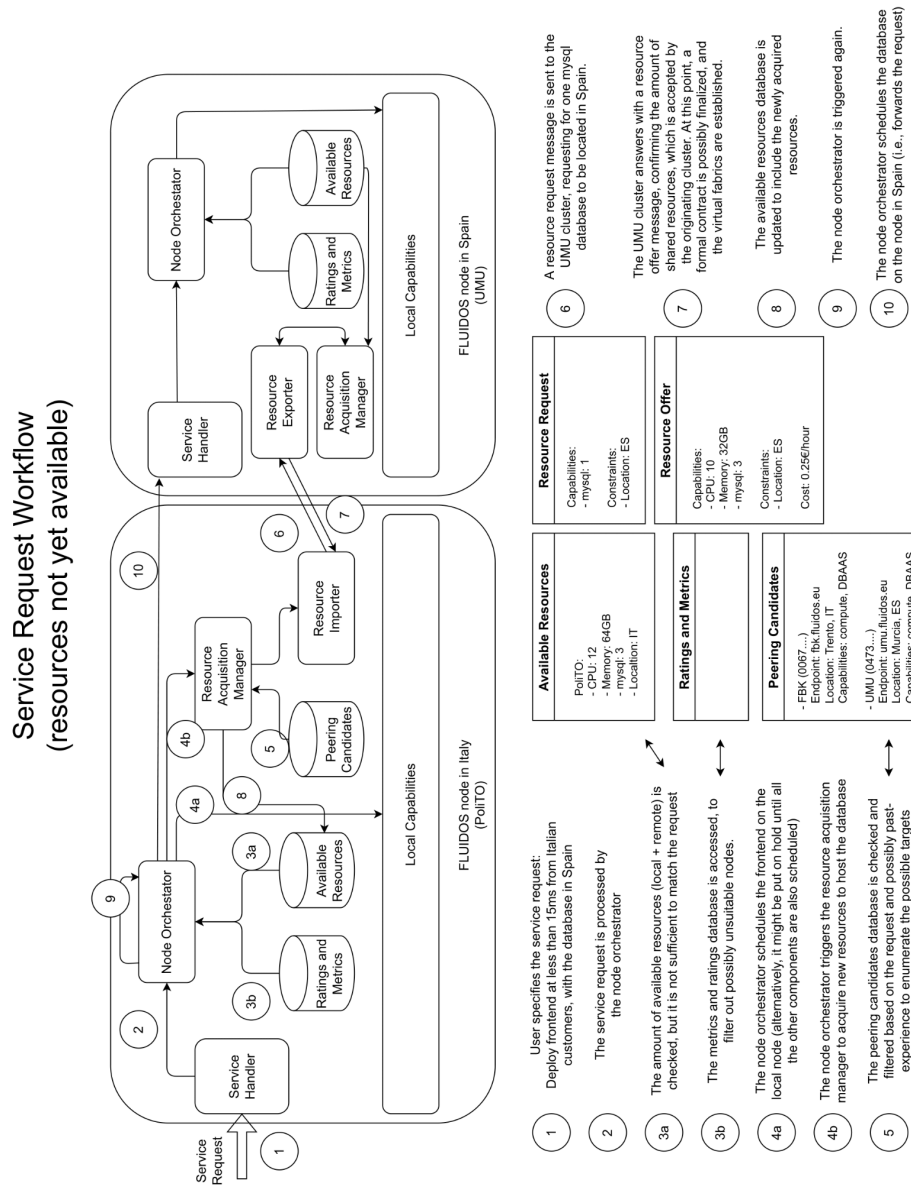 Service Request Workflow
(resources not yet available)
Service
Request
1
2
Service
Handler
9
Node Orchestrator
3b
3a
Ratings and
Metrics
Available
Resources
4a
4b
8
5
Resource
Acquisition
Manager
Peering
Candidates
Resource
Importer
Local Capabilities
FLUIDOS node in Italy
(PoliTO)
10
6
7
Service
Handler
Node Orchestrator
Resource
Exporter
Resource
Acquisition
Manager
Ratings and
Metrics
Available
Resources
Local Capabilities
FLUIDOS node in Spain
(UMU)
1
User specifies the service request:
Deploy frontend at less than 15ms from Italian
customers, with the database in Spain
2
The service request is processed by
the node orchestrator
3a
The amount of available resources (local + remote) is
checked, but it is not sufficient to match the request
3b
The metrics and ratings database is accessed, to
filter out possibly unsuitable nodes.
4a
The node orchestrator schedules the frontend on the
local node (alternatively, it might be put on hold until all
the other components are also scheduled)
4b
The node orchestrator triggers the resource acquisition
manager to acquire new resources to host the database
5
The peering candidates database is checked and
filtered based on the request and possibly past-
experience to enumerate the possible targets
Available Resources
PoliTO:
- CPU: 12
- Memory: 64GB
- mysql: 3
- Localtion: IT
Ratings and Metrics
Peering Candidates
- FBK (0067....)
Endpoint: fbk.fluidos.eu
Location: Trento, IT
Capabilities: compute, DBAAS
- UMU (0473....)
Endpoint: umu.fluidos.eu
Location: Murcia, ES
Capabilities: compute, DBAAS
Resource Request
Capabilities:
- mysql: 1
Constraints:
- Location: ES
Resource Offer
Capabilities:
- CPU: 10
- Memory: 32GB
- mysql: 3
Constraints:
- Location: ES
Cost: 0.25€/hour
6
A resource request message is sent to the
UMU cluster, requesting for one mysql
database to be located in Spain.
7
The UMU cluster answers with a resource
offer message, confirming the amount of
shared resources, which is accepted by
the originating cluster. At this point, a
formal contract is possibly finalized, and
the virtual fabrics are established.
8
The available resources database is
updated to include the newly acquired
resources.
9
The node orchestrator is triggered again.
10
The node orchestrator schedules the database
on the node in Spain (i.e., forwards the request)